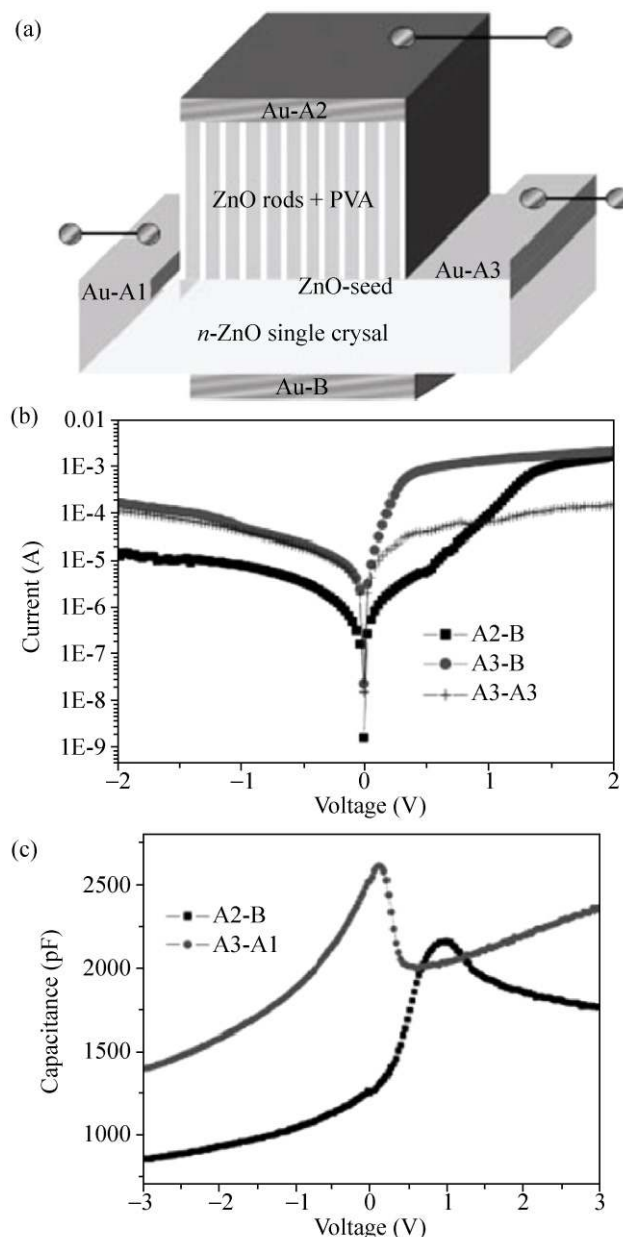 (a)
Au-A2
ZnO rods + PVA
Au-A1
Au-A3
ZnO-seed
n-ZnO single crysal
Au-B
(b)
0.01
1E-3
1E-4
1E-5
1E-6
1E-7
1E-8
1E-9
Current (A)
A2-B
A3-B
A3-A3
−2 −1 0 1 2
Voltage (V)
(c)
2500
2000
1500
1000
Capacitance (pF)
A2-B
A3-A1
−3 −2 −1 0 1 2 3
Voltage (V)